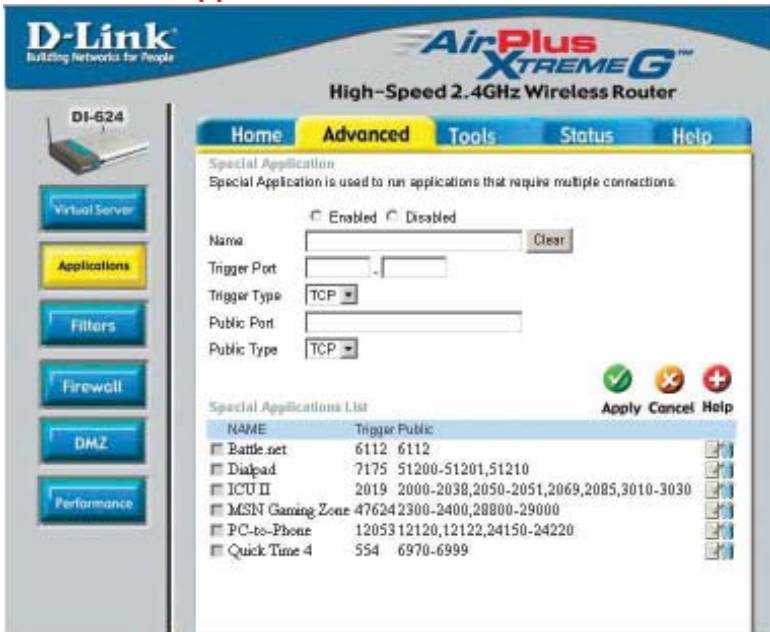 D-Link
Building Networks for People
AirPlus
XTREME G™
High-Speed 2.4GHz Wireless Router
DI-624
Home Advanced Tools Status Help
Virtual Server
Applications
Filters
Firewall
DMZ
Performance
Special Application
Special Application is used to run applications that require multiple connections.
Enabled Disabled
Name Clear
Trigger Port -
Trigger Type TCP
Public Port
Public Type TCP
Apply Cancel Help
Special Applications List
NAME Trigger Public
Battle.net 6112 6112
Dialpad 7175 51200-51201,51210
ICU II 2019 2000-2038,2050-2051,2069,2085,3010-3030
MSN Gaming Zone 47624 2300-2400,28800-29000
PC-to-Phone 12053 12120,12122,24150-24220
Quick Time 4 554 6970-6999